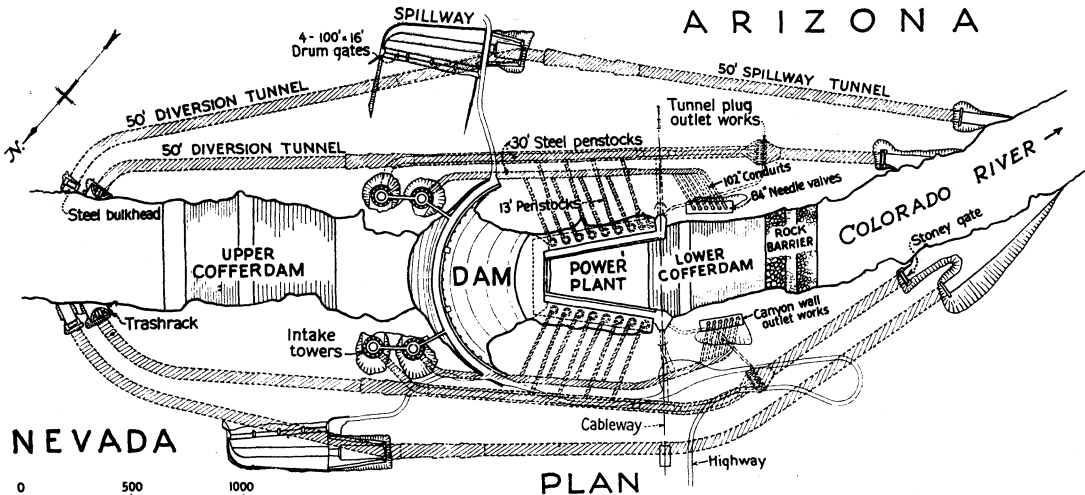 ARIZONA
SPILLWAY
4-100'x16'
Drum gates
50' DIVERSION TUNNEL
50' SPILLWAY TUNNEL
N.
50' DIVERSION TUNNEL
30' Steel penstocks
Tunnel plug
outlet works
102" Conduits
84" Needle valves
13' Penstocks
Steel bulkhead
COLORADO RIVER
Stoney gate
UPPER
COFFERDAM
DAM
POWER
PLANT
LOWER
COFFERDAM
ROCK
BARRIER
Trashrack
Intake
towers
Canyon wall
outlet works
Cableway
Highway
NEVADA
PLAN
0 500 1000